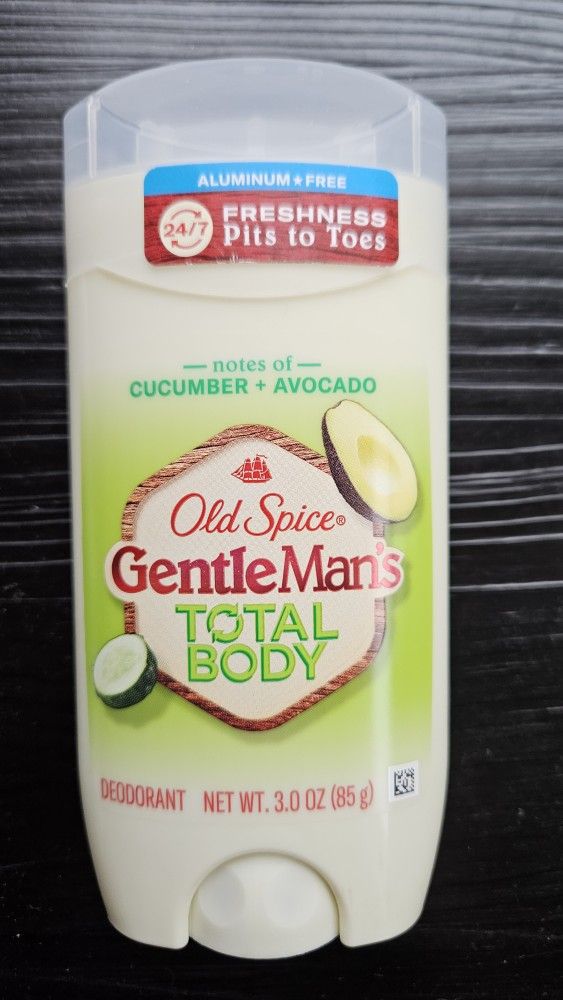 ALUMINUM★FREE
24/7
FRESHNESS
Pits to Toes
— notes of —
CUCUMBER + AVOCADO
Old Spice®
GentleMan's
TOTAL
BODY
DEODORANT NET WT. 3.0 OZ (85 g)